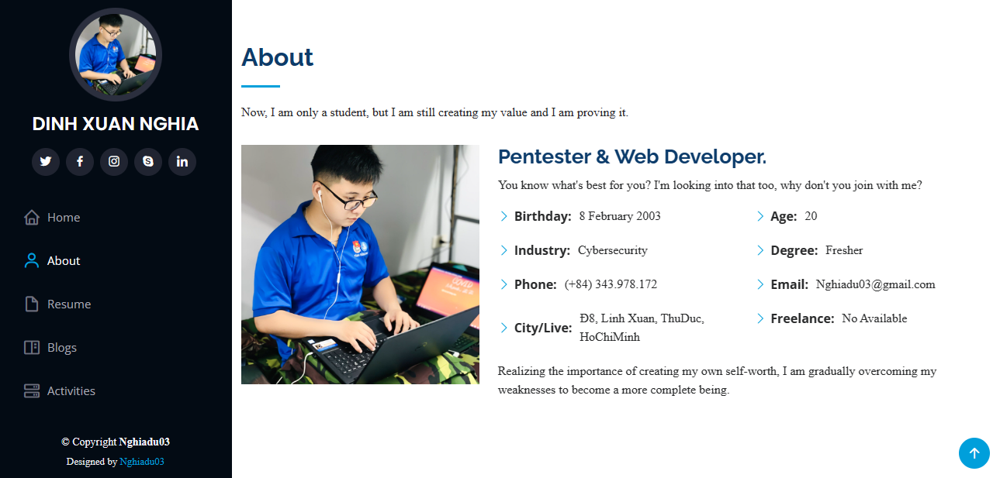 DINH XUAN NGHIA
Home
About
Resume
Blogs
Activities
© Copyright Nghiadu03
Designed by Nghiadu03
About
Now, I am only a student, but I am still creating my value and I am proving it.
Pentester & Web Developer.
You know what's best for you? I'm looking into that too, why don't you join with me?
Birthday: 8 February 2003
Age: 20
Industry: Cybersecurity
Degree: Fresher
Phone: (+84) 343.978.172
Email: Nghiadu03@gmail.com
City/Live: Đ8, Linh Xuan, ThuDuc,
HoChiMinh
Freelance: No Available
Realizing the importance of creating my own self-worth, I am gradually overcoming my
weaknesses to become a more complete being.